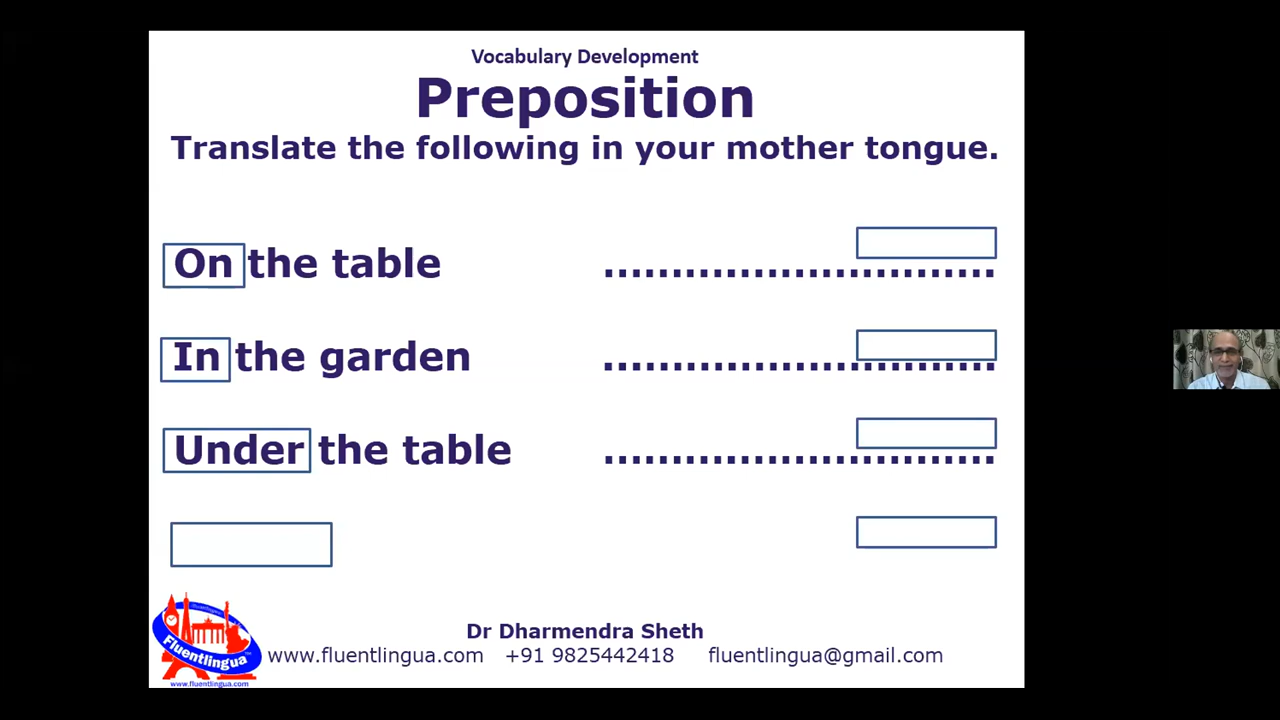 Vocabulary Development
Preposition
Translate the following in your mother tongue.
On the table ............................
In the garden ............................
Under the table ............................
Dr Dharmendra Sheth
www.fluentlingua.com +91 9825442418 fluentlingua@gmail.com
fluentlingua
Fluentlingua
www.fluentlingua.com